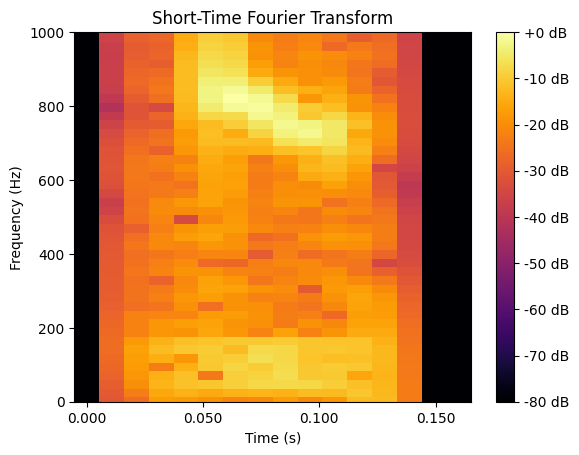 Short-Time Fourier Transform
1000
800
600
400
200
0
Frequency (Hz)
0.000
0.050
0.100
0.150
Time (s)
+0 dB
-10 dB
-20 dB
-30 dB
-40 dB
-50 dB
-60 dB
-70 dB
-80 dB